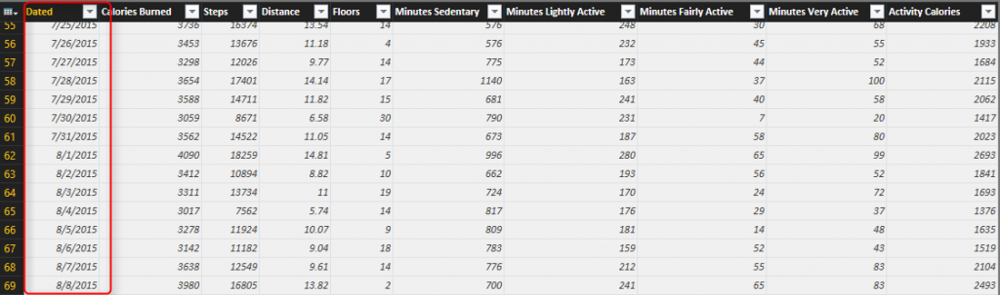 Dated Calories Burned Steps Distance Floors Minutes Sedentary Minutes Lightly Active Minutes Fairly Active Minutes Very Active Activity Calories
55 7/25/2015 3736 16374 13.54 14 576 248 30 68 2208
56 7/26/2015 3453 13676 11.18 4 576 232 45 55 1933
57 7/27/2015 3298 12026 9.77 14 775 173 44 52 1684
58 7/28/2015 3654 17401 14.14 17 1140 163 37 100 2115
59 7/29/2015 3588 14711 11.82 15 681 241 40 58 2062
60 7/30/2015 3059 8671 6.58 30 790 231 7 20 1417
61 7/31/2015 3562 14522 11.05 14 673 187 58 80 2023
62 8/1/2015 4090 18259 14.81 5 996 280 65 99 2693
63 8/2/2015 3412 10894 8.82 10 662 193 56 52 1841
64 8/3/2015 3311 13734 11 19 724 170 24 72 1693
65 8/4/2015 3017 7562 5.74 14 817 176 29 37 1376
66 8/5/2015 3278 11924 10.07 9 809 181 14 48 1635
67 8/6/2015 3142 11182 9.04 18 783 159 52 43 1519
68 8/7/2015 3638 12549 9.61 14 776 212 55 83 2104
69 8/8/2015 3980 16805 13.82 2 700 241 65 83 2493